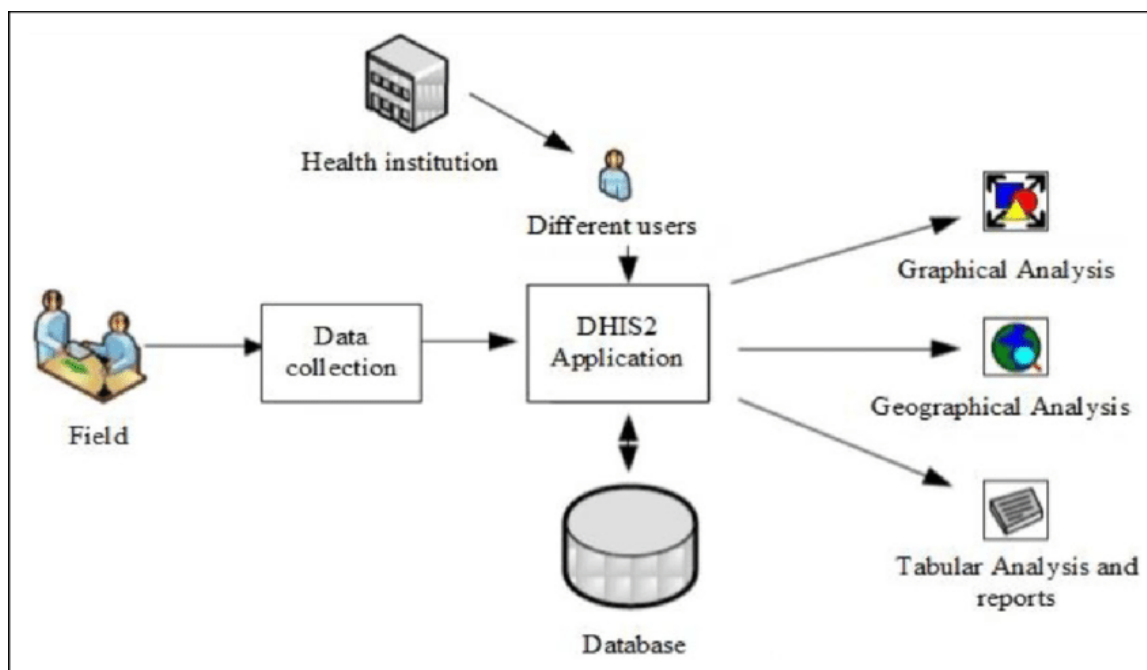 Health institution
Different users
Graphical Analysis
DHIS2
Application
Data
collection
Geographical Analysis
Field
Tabular Analysis and
reports
Database